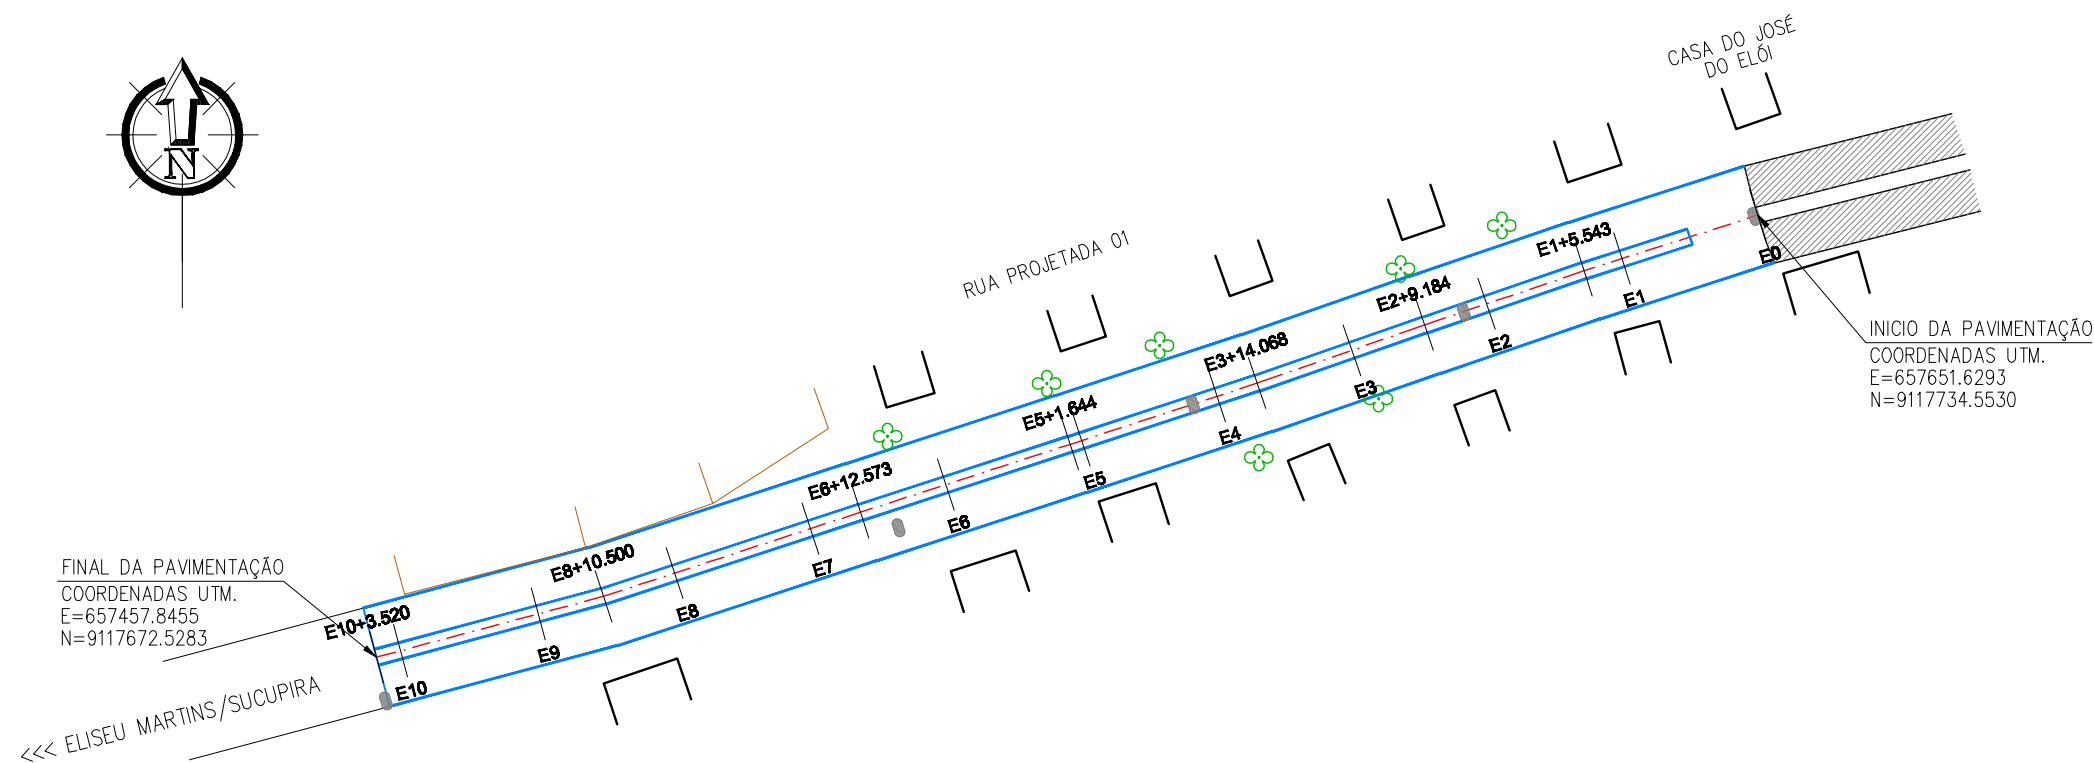 CASA DO JOSÉ
DO ELÓI
N
RUA PROJETADA 01
E1+5.543
E0
E2+9.184
E1
INICIO DA PAVIMENTAÇÃO
COORDENADAS UTM.
E=657651.6293
N=9117734.5530
E3+14.068
E2
E5+1.644
E3
E6+12.573
E4
E5
E8+10.500
E6
E7
FINAL DA PAVIMENTAÇÃO
COORDENADAS UTM.
E=657457.8455
N=9117672.5283
E10+3.520
E8
E9
E10
<<< ELISEU MARTINS/SUCUPIRA